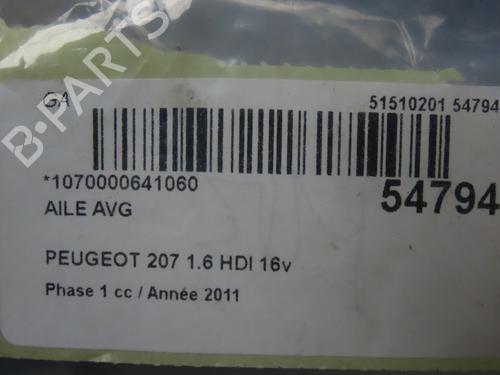 GA
51510201 54794
*1070000641060
54794
AILE AVG
PEUGEOT 207 1.6 HDI 16v
Phase 1 cc / Année 2011
B-PARTS